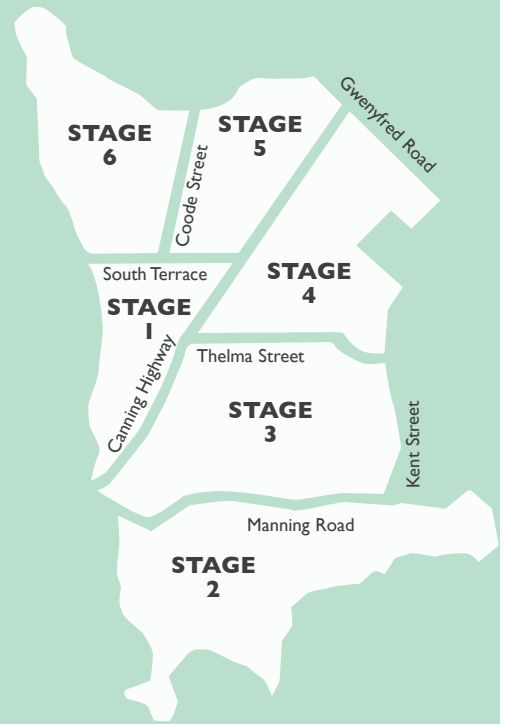 Gwenyfred Road
STAGE
5
STAGE
6
Coode Street
South Terrace
STAGE
4
STAGE
1
Canning Highway
Thelma Street
STAGE
3
Kent Street
Manning Road
STAGE
2